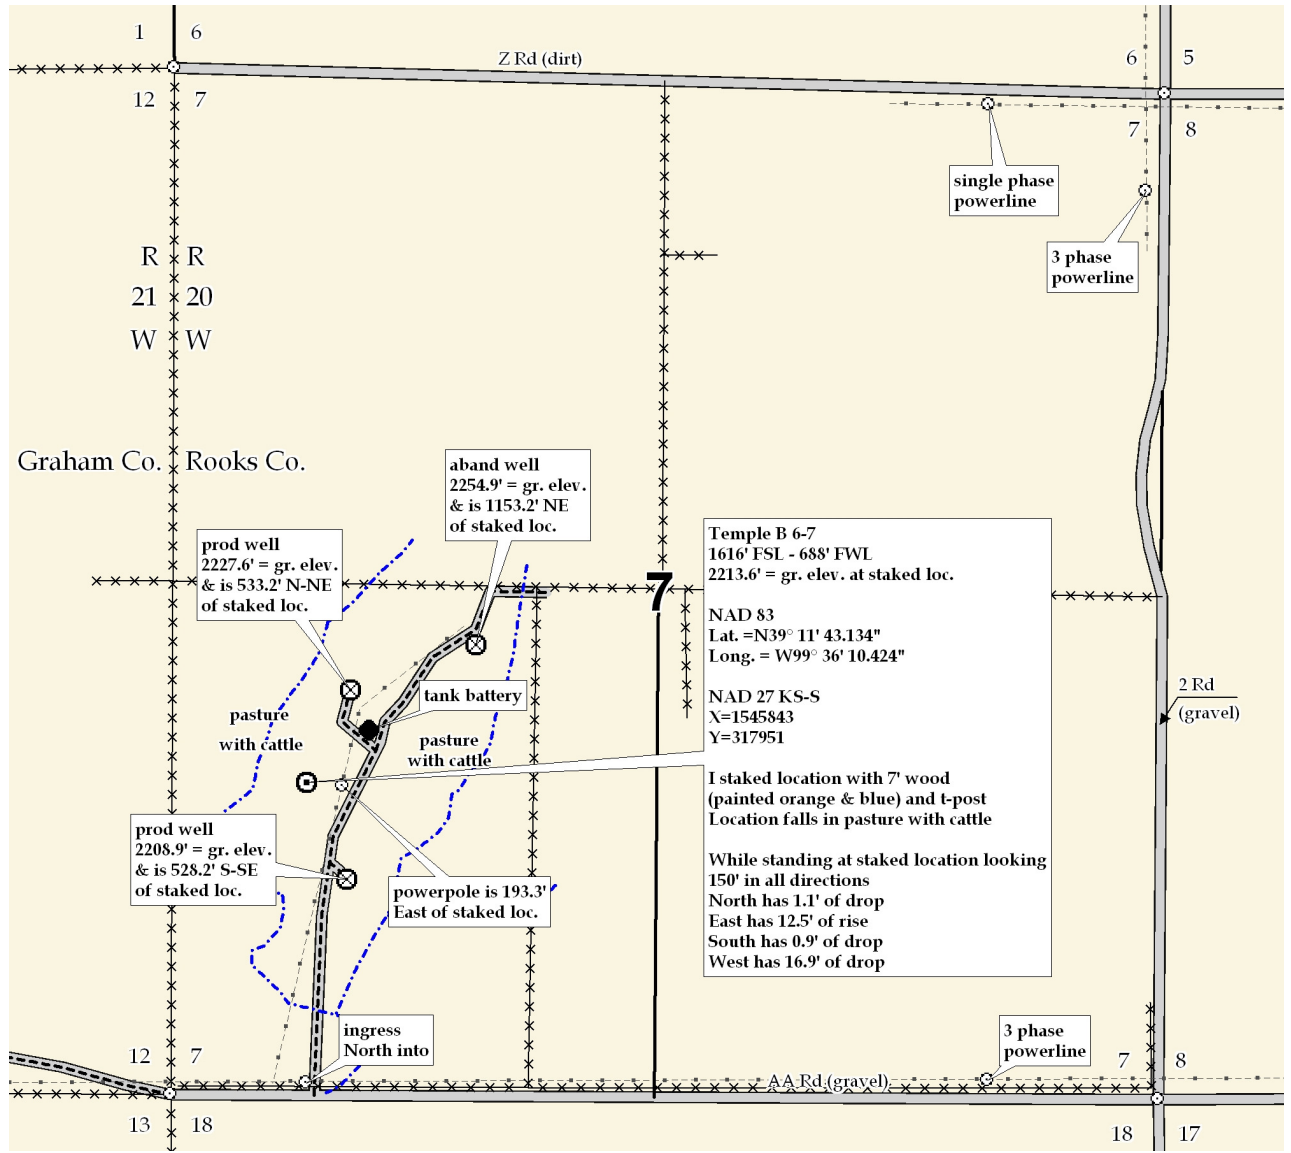 1 6
Z Rd (dirt)
6 5
12 7
7 8
single phase
powerline
3 phase
powerline
R R
21 20
W W
Graham Co. Rooks Co.
aband well
2254.9' = gr. elev.
& is 1153.2' NE
of staked loc.
prod well
2227.6' = gr. elev.
& is 533.2' N-NE
of staked loc.
7
Temple B 6-7
1616' FSL - 688' FWL
2213.6' = gr. elev. at staked loc.
NAD 83
Lat. =N39° 11' 43.134"
Long. = W99° 36' 10.424"
NAD 27 KS-S
X=1545843
Y=317951
I staked location with 7' wood
(painted orange & blue) and t-post
Location falls in pasture with cattle
While standing at staked location looking
150' in all directions
North has 1.1' of drop
East has 12.5' of rise
South has 0.9' of drop
West has 16.9' of drop
tank battery
2 Rd
(gravel)
pasture
with cattle
pasture
with cattle
prod well
2208.9' = gr. elev.
& is 528.2' S-SE
of staked loc.
powerpole is 193.3'
East of staked loc.
ingress
North into
3 phase
powerline
12 7
7 8
AA Rd (gravel)
13 18
18 17